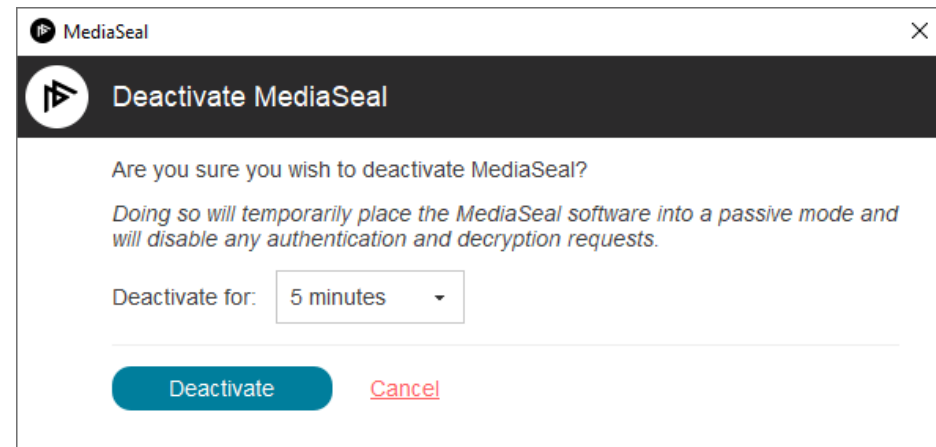 MediaSeal
Deactivate MediaSeal
Are you sure you wish to deactivate MediaSeal?
Doing so will temporarily place the MediaSeal software into a passive mode and
will disable any authentication and decryption requests.
Deactivate for: 5 minutes
Deactivate Cancel